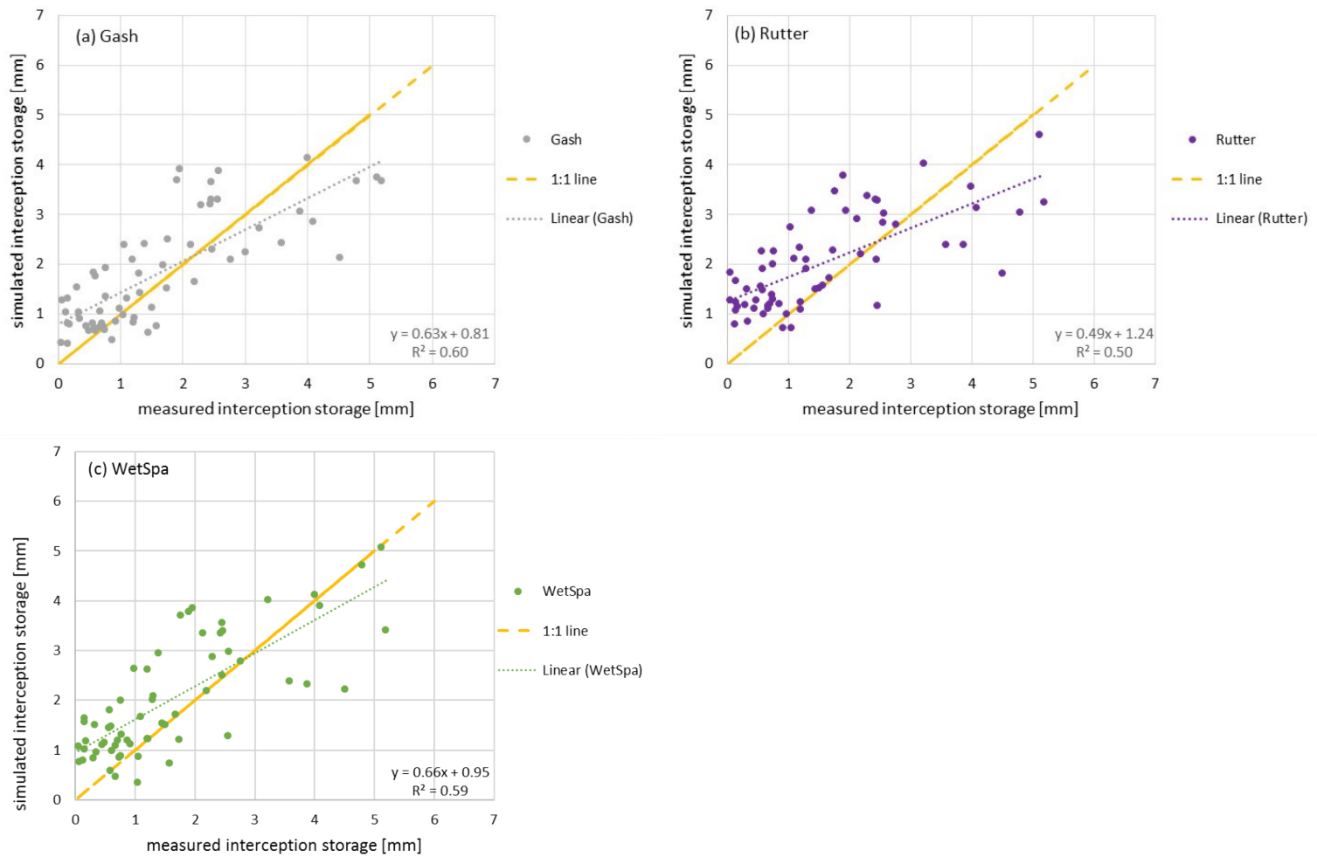 (a) Gash
simulated interception storage [mm]
7
6
5
4
3
2
1
0
0 1 2 3 4 5 6 7
measured interception storage [mm]
y = 0.63x + 0.81
R² = 0.60
Gash
1:1 line
Linear (Gash)
(b) Rutter
simulated interception storage [mm]
7
6
5
4
3
2
1
0
0 1 2 3 4 5 6 7
measured interception storage [mm]
y = 0.49x + 1.24
R² = 0.50
Rutter
1:1 line
Linear (Rutter)
(c) WetSpa
simulated interception storage [mm]
7
6
5
4
3
2
1
0
0 1 2 3 4 5 6 7
measured interception storage [mm]
y = 0.66x + 0.95
R² = 0.59
WetSpa
1:1 line
Linear (WetSpa)